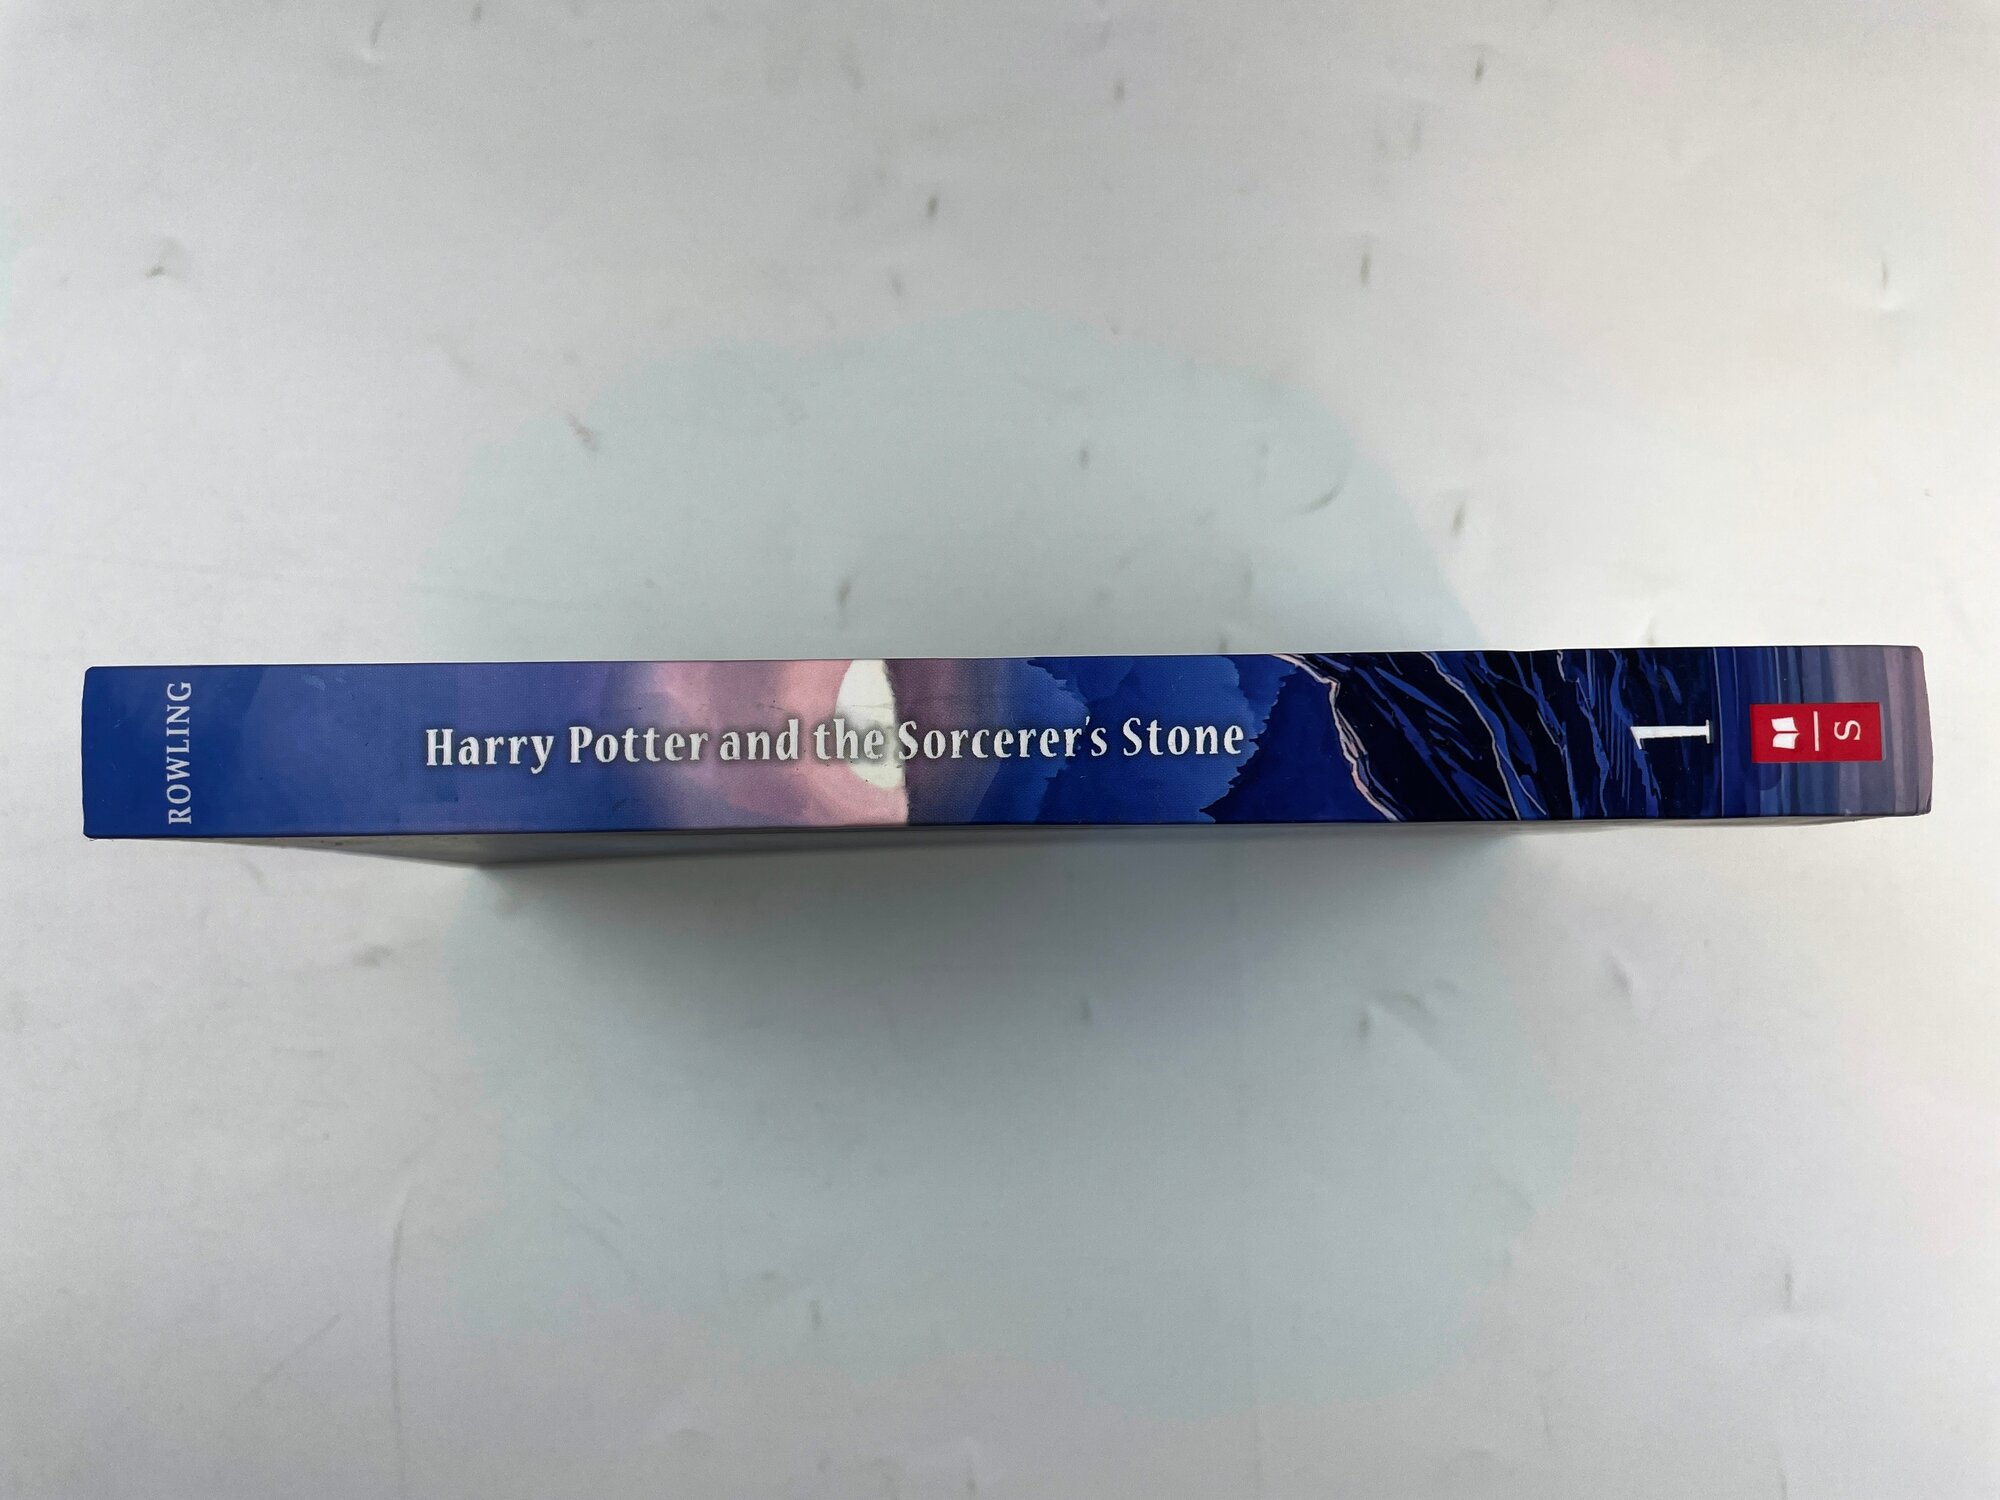 ROWLING
Harry Potter and the Sorcerer's Stone
1
S